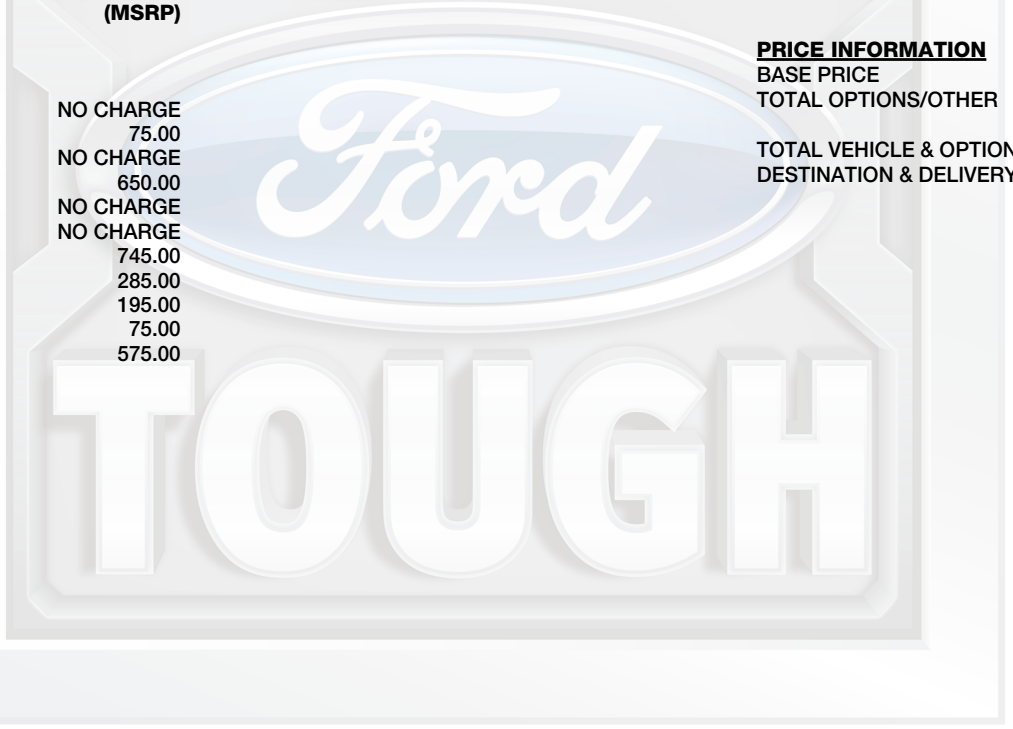 (MSRP)
NO CHARGE
75.00
NO CHARGE
650.00
NO CHARGE
NO CHARGE
745.00
285.00
195.00
75.00
575.00
PRICE INFORMATION
BASE PRICE
TOTAL OPTIONS/OTHER
TOTAL VEHICLE & OPTION
DESTINATION & DELIVERY
Ford
TOUGH